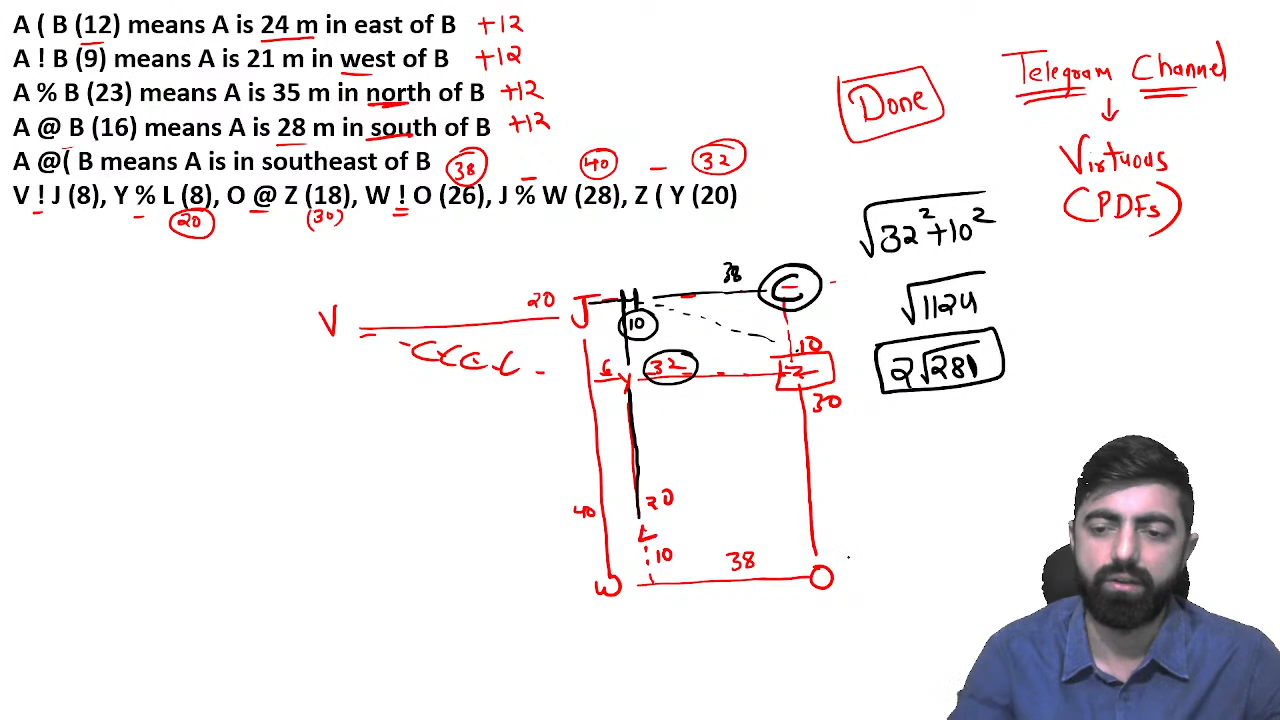 A ( B (12) means A is 24 m in east of B +12
A ! B (9) means A is 21 m in west of B +12
A % B (23) means A is 35 m in north of B +12
A @ B (16) means A is 28 m in south of B +12
A @( B means A is in southeast of B
38 40 32
V ! J (8), Y % L (8), O @ Z (18), W ! O (26), J % W (28), Z ( Y (20)
20 (30)
Done
Telegram Channel
↓
Virtuous
(PDFs)
√32²+10²
√1124
2√281
V 20 J H 38 C
10
10
6 Y 32 Z
30
40 20
L
10
W 38 O